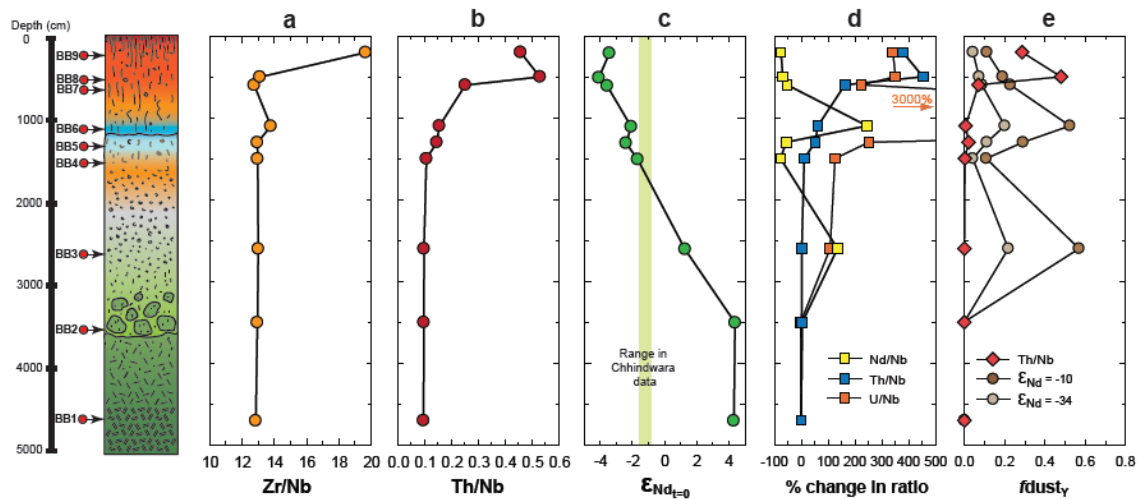 Depth (cm)
a
b
c
d
e
0
1000
2000
3000
4000
5000
BB9
BB8
BB7
BB6
BB5
BB4
BB3
BB2
BB1
10 12 14 16 18 20
Zr/Nb
0.0 0.1 0.2 0.3 0.4 0.5 0.6
Th/Nb
Range in
Chhindwara
data
-4 -2 0 2 4
ƐNdt=0
3000%
Nd/Nb
Th/Nb
U/Nb
-100 0 100 200 300 400 500
% change in ratio
Th/Nb
ƐNd = -10
ƐNd = -34
0.0 0.2 0.4 0.6 0.8
fdustY